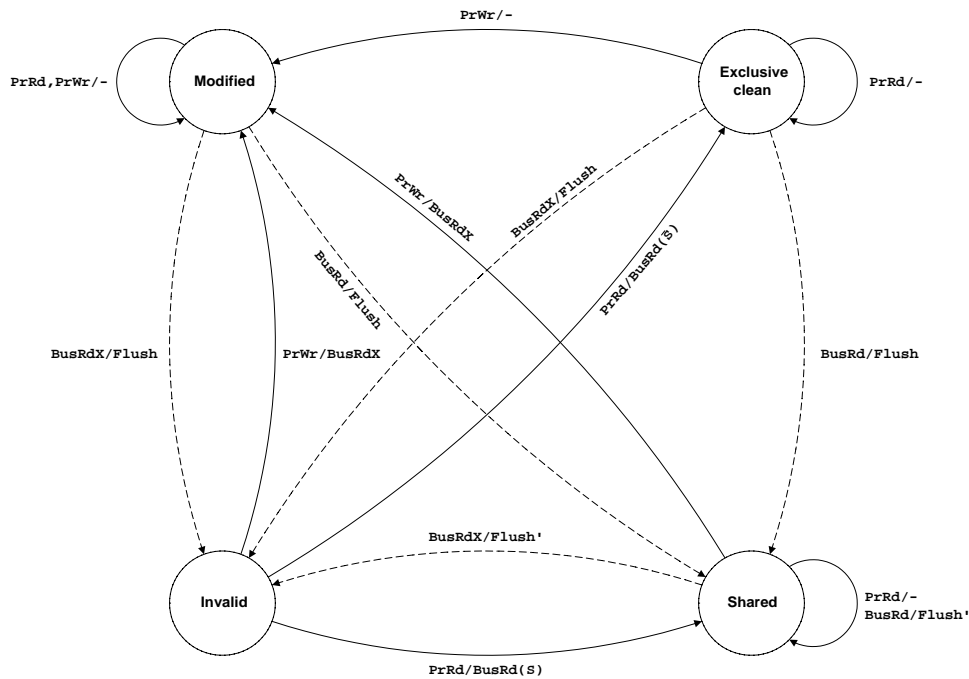 PrWr/-
PrRd,PrWr/-
Modified
Exclusive
clean
PrRd/-
PrWr/BusRdX
BusRdX/Flush
BusRd/Flush
PrRd/BusRd(S̄)
BusRdX/Flush
PrWr/BusRdX
BusRd/Flush
BusRdX/Flush'
Invalid
Shared
PrRd/-
BusRd/Flush'
PrRd/BusRd(S)